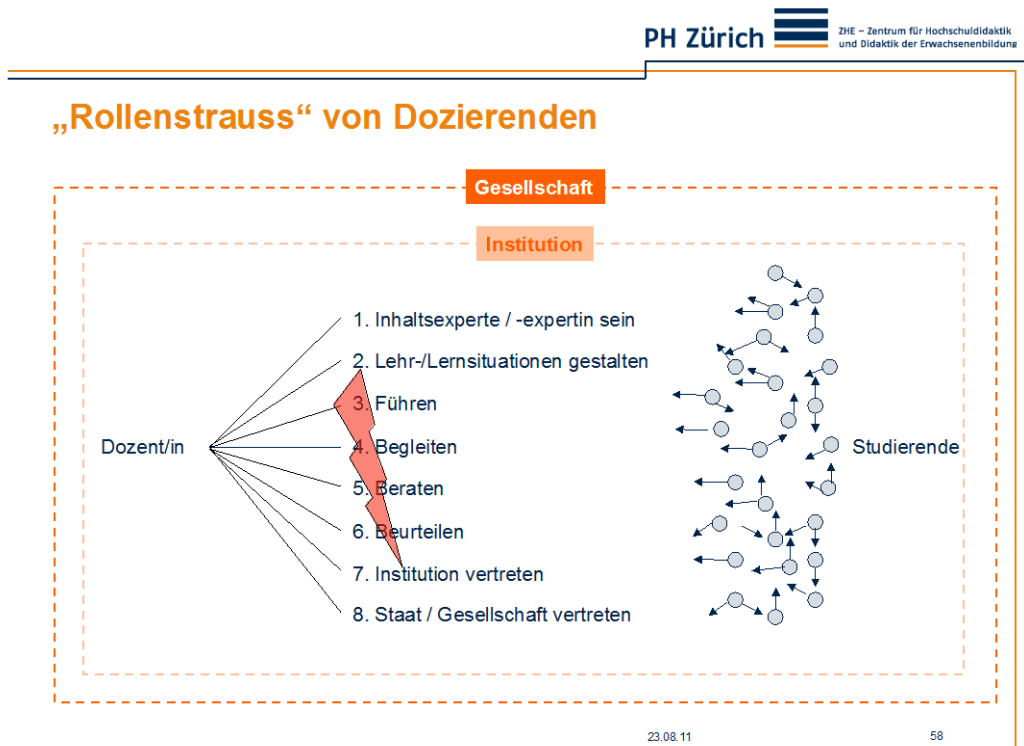 PH Zürich
ZHE – Zentrum für Hochschuldidaktik
und Didaktik der Erwachsenenbildung
„Rollenstrauss“ von Dozierenden
Gesellschaft
Institution
1. Inhaltsexperte / -expertin sein
2. Lehr-/Lernsituationen gestalten
3. Führen
Dozent/in
4. Begleiten
Studierende
5. Beraten
6. Beurteilen
7. Institution vertreten
8. Staat / Gesellschaft vertreten
23.08.11
58